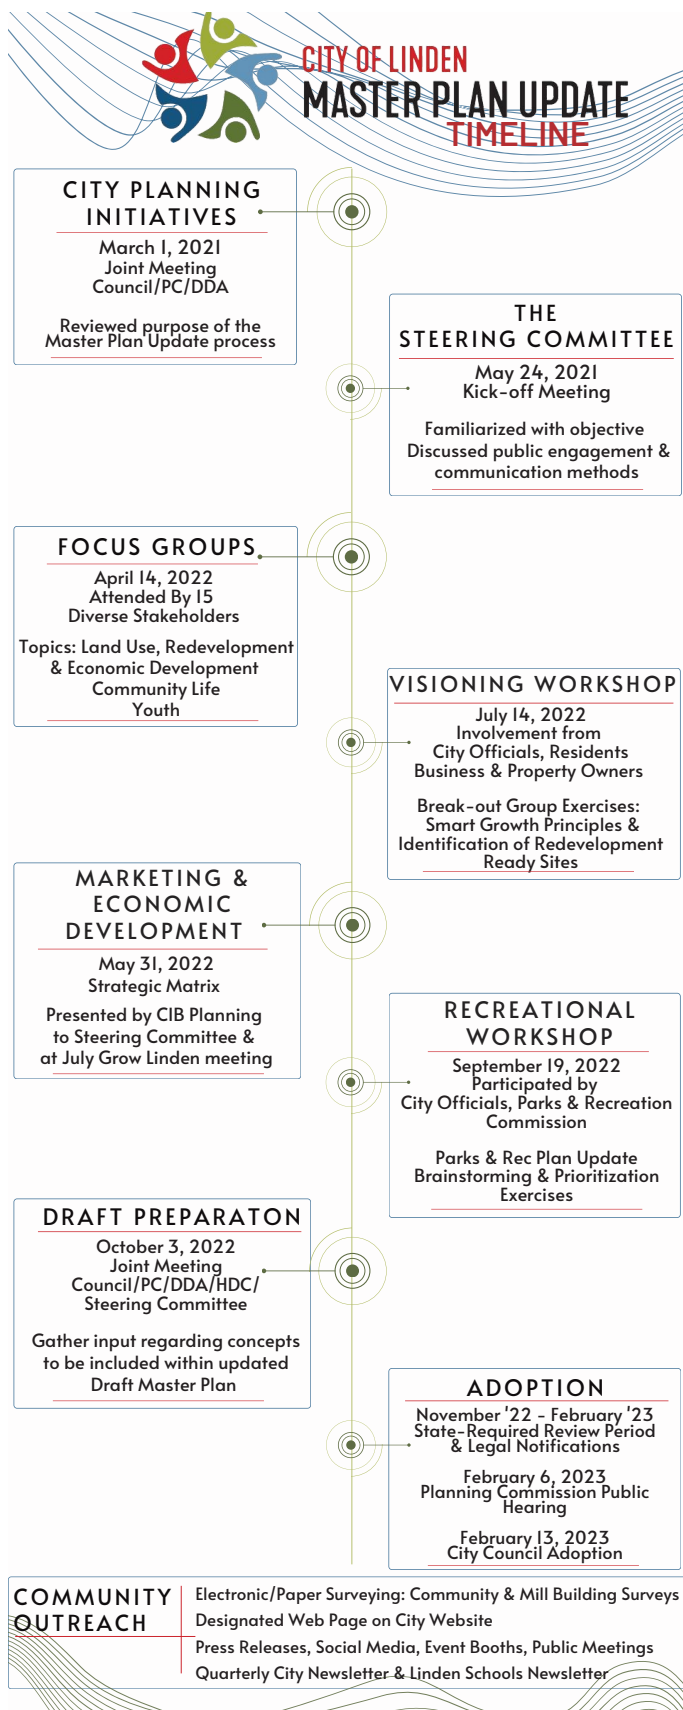 CITY OF LINDEN
MASTER PLAN UPDATE
TIMELINE
CITY PLANNING
INITIATIVES
March 1, 2021
Joint Meeting
Council/PC/DDA
Reviewed purpose of the
Master Plan Update process
THE
STEERING COMMITTEE
May 24, 2021
Kick-off Meeting
Familiarized with objective
Discussed public engagement &
communication methods
FOCUS GROUPS
April 14, 2022
Attended By 15
Diverse Stakeholders
Topics: Land Use, Redevelopment
& Economic Development
Community Life
Youth
VISIONING WORKSHOP
July 14, 2022
Involvement from
City Officials, Residents
Business & Property Owners
Break-out Group Exercises:
Smart Growth Principles &
Identification of Redevelopment
Ready Sites
MARKETING &
ECONOMIC
DEVELOPMENT
May 31, 2022
Strategic Matrix
Presented by CIB Planning
to Steering Committee &
at July Grow Linden meeting
RECREATIONAL
WORKSHOP
September 19, 2022
Participated by
City Officials, Parks & Recreation
Commission
Parks & Rec Plan Update
Brainstorming & Prioritization
Exercises
DRAFT PREPARATON
October 3, 2022
Joint Meeting
Council/PC/DDA/HDC/
Steering Committee
Gather input regarding concepts
to be included within updated
Draft Master Plan
ADOPTION
November '22 - February '23
State-Required Review Period
& Legal Notifications
February 6, 2023
Planning Commission Public
Hearing
February 13, 2023
City Council Adoption
COMMUNITY
OUTREACH
Electronic/Paper Surveying: Community & Mill Building Surveys
Designated Web Page on City Website
Press Releases, Social Media, Event Booths, Public Meetings
Quarterly City Newsletter & Linden Schools Newsletter